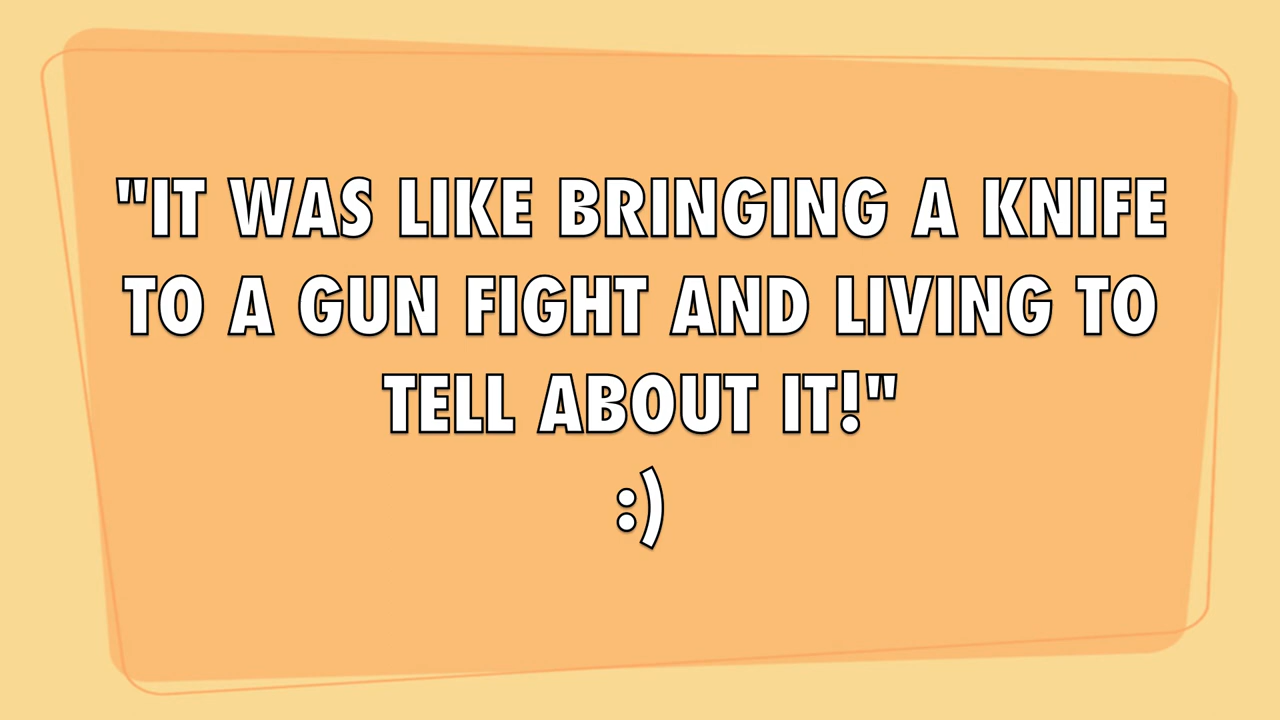 "IT WAS LIKE BRINGING A KNIFE
TO A GUN FIGHT AND LIVING TO
TELL ABOUT IT!"
:)